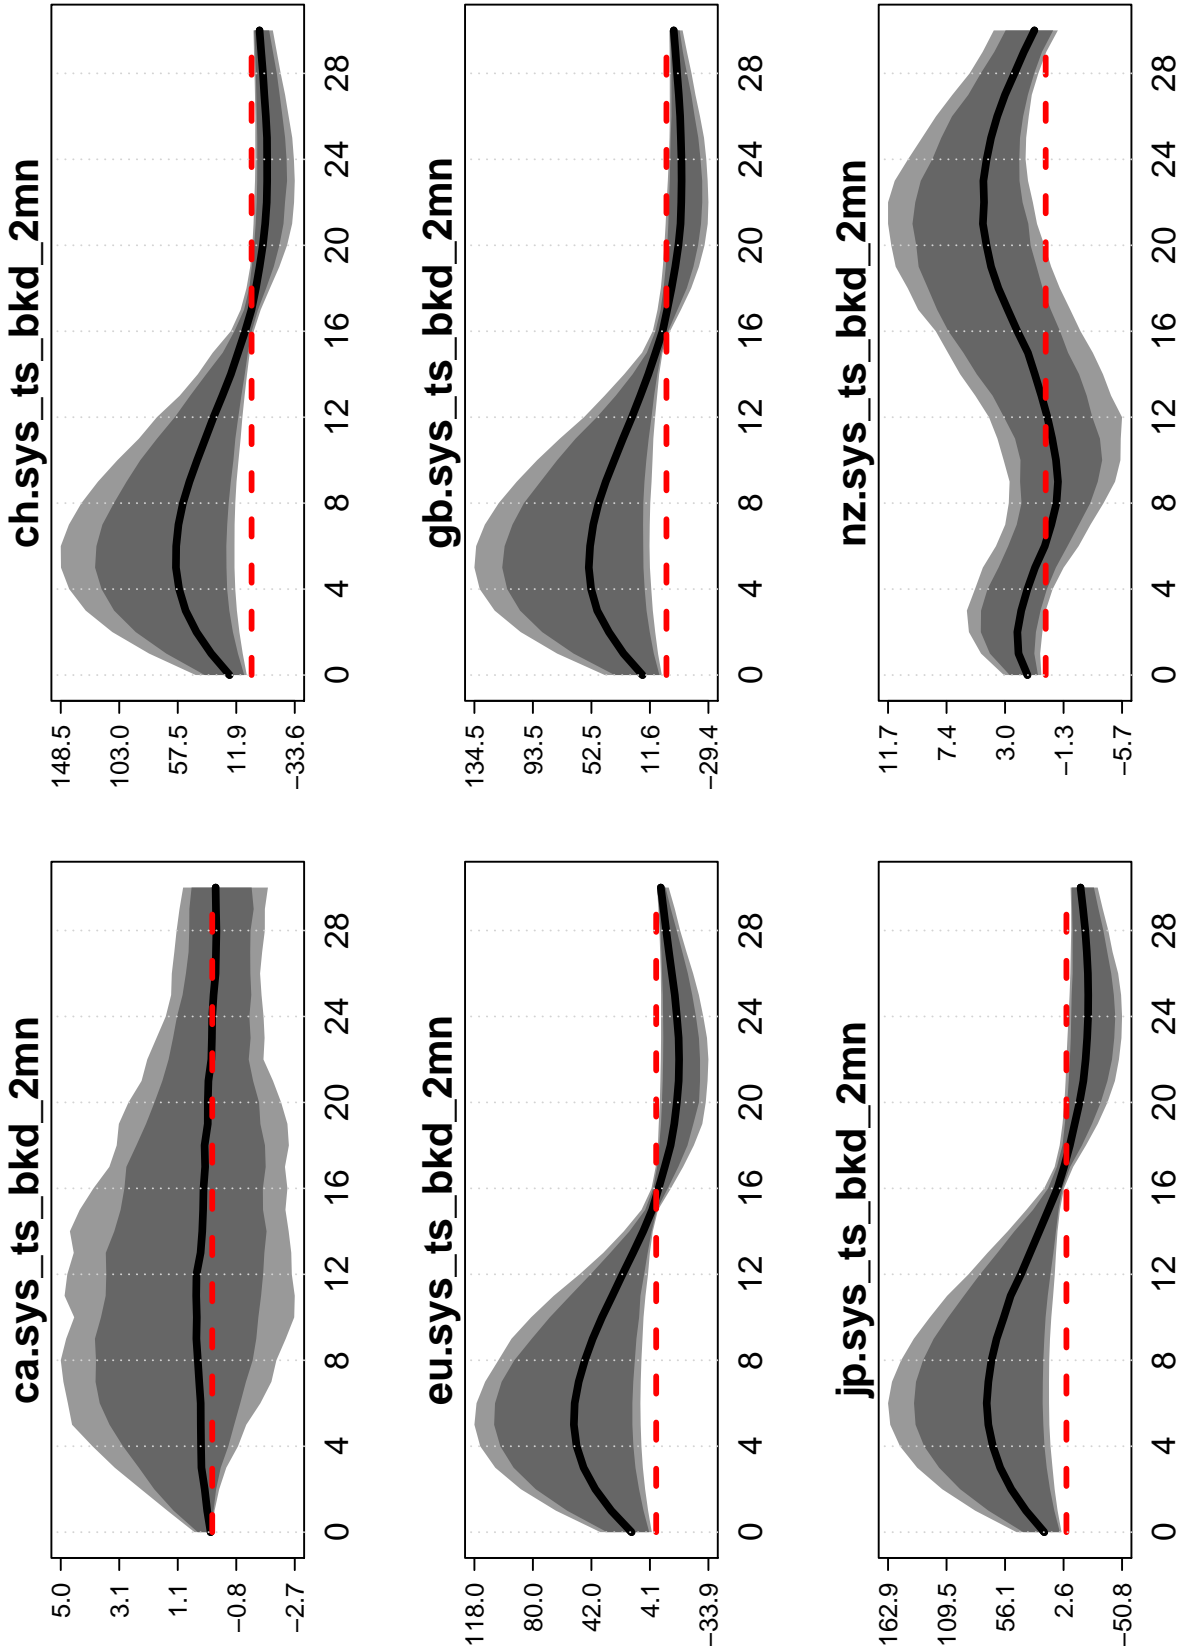 ca.sys_ts_bkd_2mn
5.0
3.1
1.1
−0.8
−2.7
0 4 8 12 16 20 24 28
ch.sys_ts_bkd_2mn
148.5
103.0
57.5
11.9
−33.6
0 4 8 12 16 20 24 28
eu.sys_ts_bkd_2mn
118.0
80.0
42.0
4.1
−33.9
0 4 8 12 16 20 24 28
gb.sys_ts_bkd_2mn
134.5
93.5
52.5
11.6
−29.4
0 4 8 12 16 20 24 28
jp.sys_ts_bkd_2mn
162.9
109.5
56.1
2.6
−50.8
0 4 8 12 16 20 24 28
nz.sys_ts_bkd_2mn
11.7
7.4
3.0
−1.3
−5.7
0 4 8 12 16 20 24 28